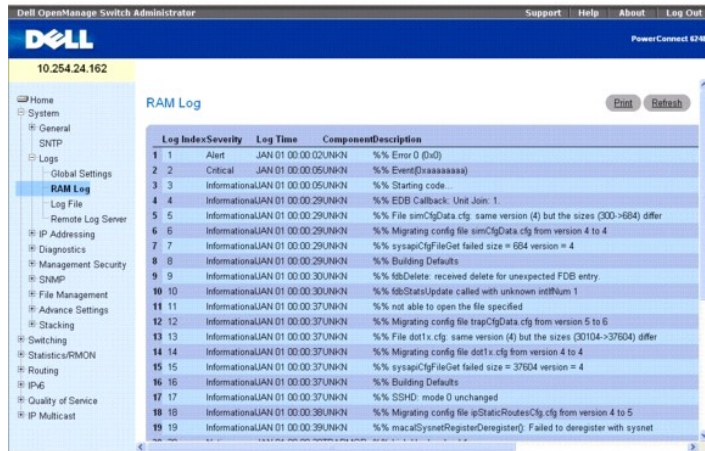 Dell OpenManage Switch Administrator
Support Help About Log Out
DELL
PowerConnect 6248
10.254.24.162
Home
System
General
SNTP
Logs
Global Settings
RAM Log
Log File
Remote Log Server
IP Addressing
Diagnostics
Management Security
SNMP
File Management
Advance Settings
Stacking
Switching
Statistics/RMON
Routing
IPv6
Quality of Service
IP Multicast
RAM Log
Print Refresh
Log Index Severity Log Time Component Description
1 1 Alert JAN 01 00:00:02 UNKN %% Error 0 (0x0)
2 2 Critical JAN 01 00:00:05 UNKN %% Event(0xaaaaaaaa)
3 3 Informational JAN 01 00:00:05 UNKN %% Starting code...
4 4 Informational JAN 01 00:00:29 UNKN %% EDB Callback: Unit Join: 1.
5 5 Informational JAN 01 00:00:29 UNKN %% File simCfgData.cfg: same version (4) but the sizes (300->684) differ
6 6 Informational JAN 01 00:00:29 UNKN %% Migrating config file simCfgData.cfg from version 4 to 4
7 7 Informational JAN 01 00:00:29 UNKN %% sysapiCfgFileGet failed size = 684 version = 4
8 8 Informational JAN 01 00:00:29 UNKN %% Building Defaults
9 9 Informational JAN 01 00:00:30 UNKN %% fdbDelete: received delete for unexpected FDB entry.
10 10 Informational JAN 01 00:00:30 UNKN %% fdbStatsUpdate called with unknown intIfNum 1
11 11 Informational JAN 01 00:00:37 UNKN %% not able to open the file specified
12 12 Informational JAN 01 00:00:37 UNKN %% Migrating config file trapCfgData.cfg from version 5 to 6
13 13 Informational JAN 01 00:00:37 UNKN %% File dot1x.cfg: same version (4) but the sizes (30104->37604) differ
14 14 Informational JAN 01 00:00:37 UNKN %% Migrating config file dot1x.cfg from version 4 to 4
15 15 Informational JAN 01 00:00:37 UNKN %% sysapiCfgFileGet failed size = 37604 version = 4
16 16 Informational JAN 01 00:00:37 UNKN %% Building Defaults
17 17 Informational JAN 01 00:00:37 UNKN %% SSHD: mode 0 unchanged
18 18 Informational JAN 01 00:00:38 UNKN %% Migrating config file ipStaticRoutesCfg.cfg from version 4 to 5
19 19 Informational JAN 01 00:00:39 UNKN %% macalSysnetRegisterDeregister(): Failed to deregister with sysnet